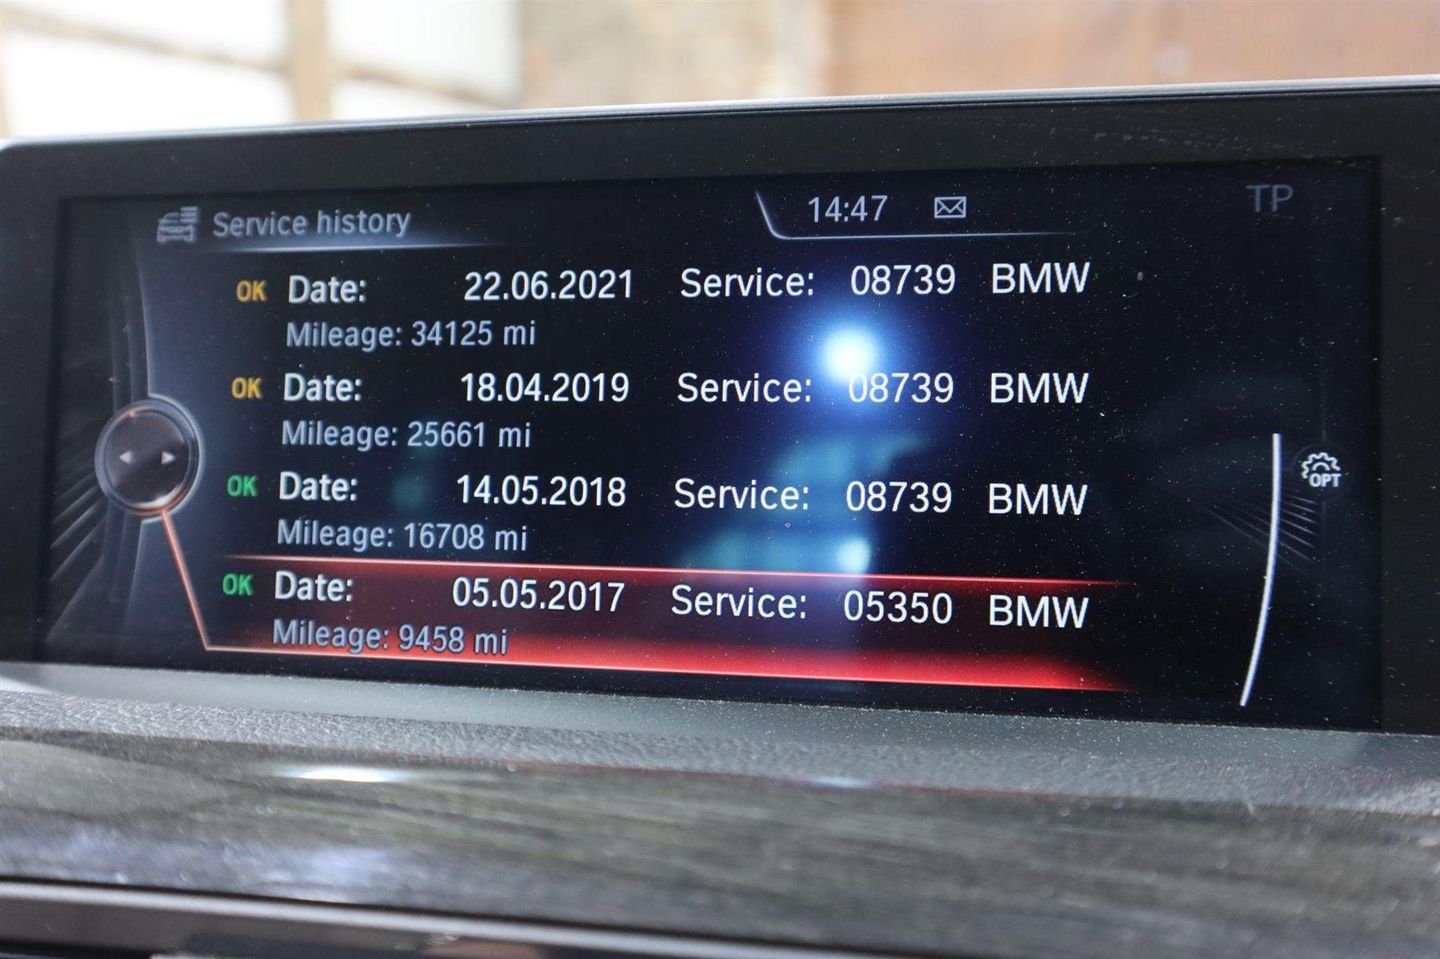 Service history 14:47 TP
OK Date: 22.06.2021 Service: 08739 BMW
Mileage: 34125 mi
OK Date: 18.04.2019 Service: 08739 BMW
Mileage: 25661 mi
OK Date: 14.05.2018 Service: 08739 BMW
Mileage: 16708 mi
OK Date: 05.05.2017 Service: 05350 BMW
Mileage: 9458 mi
OPT